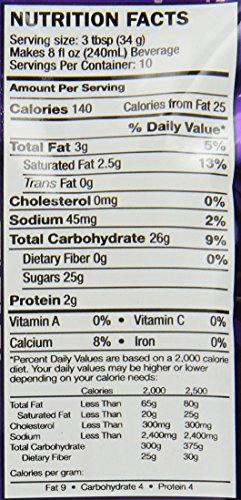 NUTRITION FACTS
Serving size: 3 tbsp (34 g)
Makes 8 fl oz (240mL) Beverage
Servings Per Container: 10
Amount Per Serving
Calories 140 Calories from Fat 25
% Daily Value*
Total Fat 3g 5%
Saturated Fat 2.5g 13%
Trans Fat 0g
Cholesterol 0mg 0%
Sodium 45mg 2%
Total Carbohydrate 26g 9%
Dietary Fiber 0g 0%
Sugars 25g
Protein 2g
Vitamin A 0% • Vitamin C 0%
Calcium 8% • Iron 0%
*Percent Daily Values are based on a 2,000 calorie
diet. Your daily values may be higher or lower
depending on your calorie needs:
Calories 2,000 2,500
Total Fat Less Than 65g 80g
Saturated Fat Less Than 20g 25g
Cholesterol Less Than 300mg 300mg
Sodium Less Than 2,400mg 2,400mg
Total Carbohydrate 300g 375g
Dietary Fiber 25g 30g
Calories per gram:
Fat 9 • Carbohydrate 4 • Protein 4